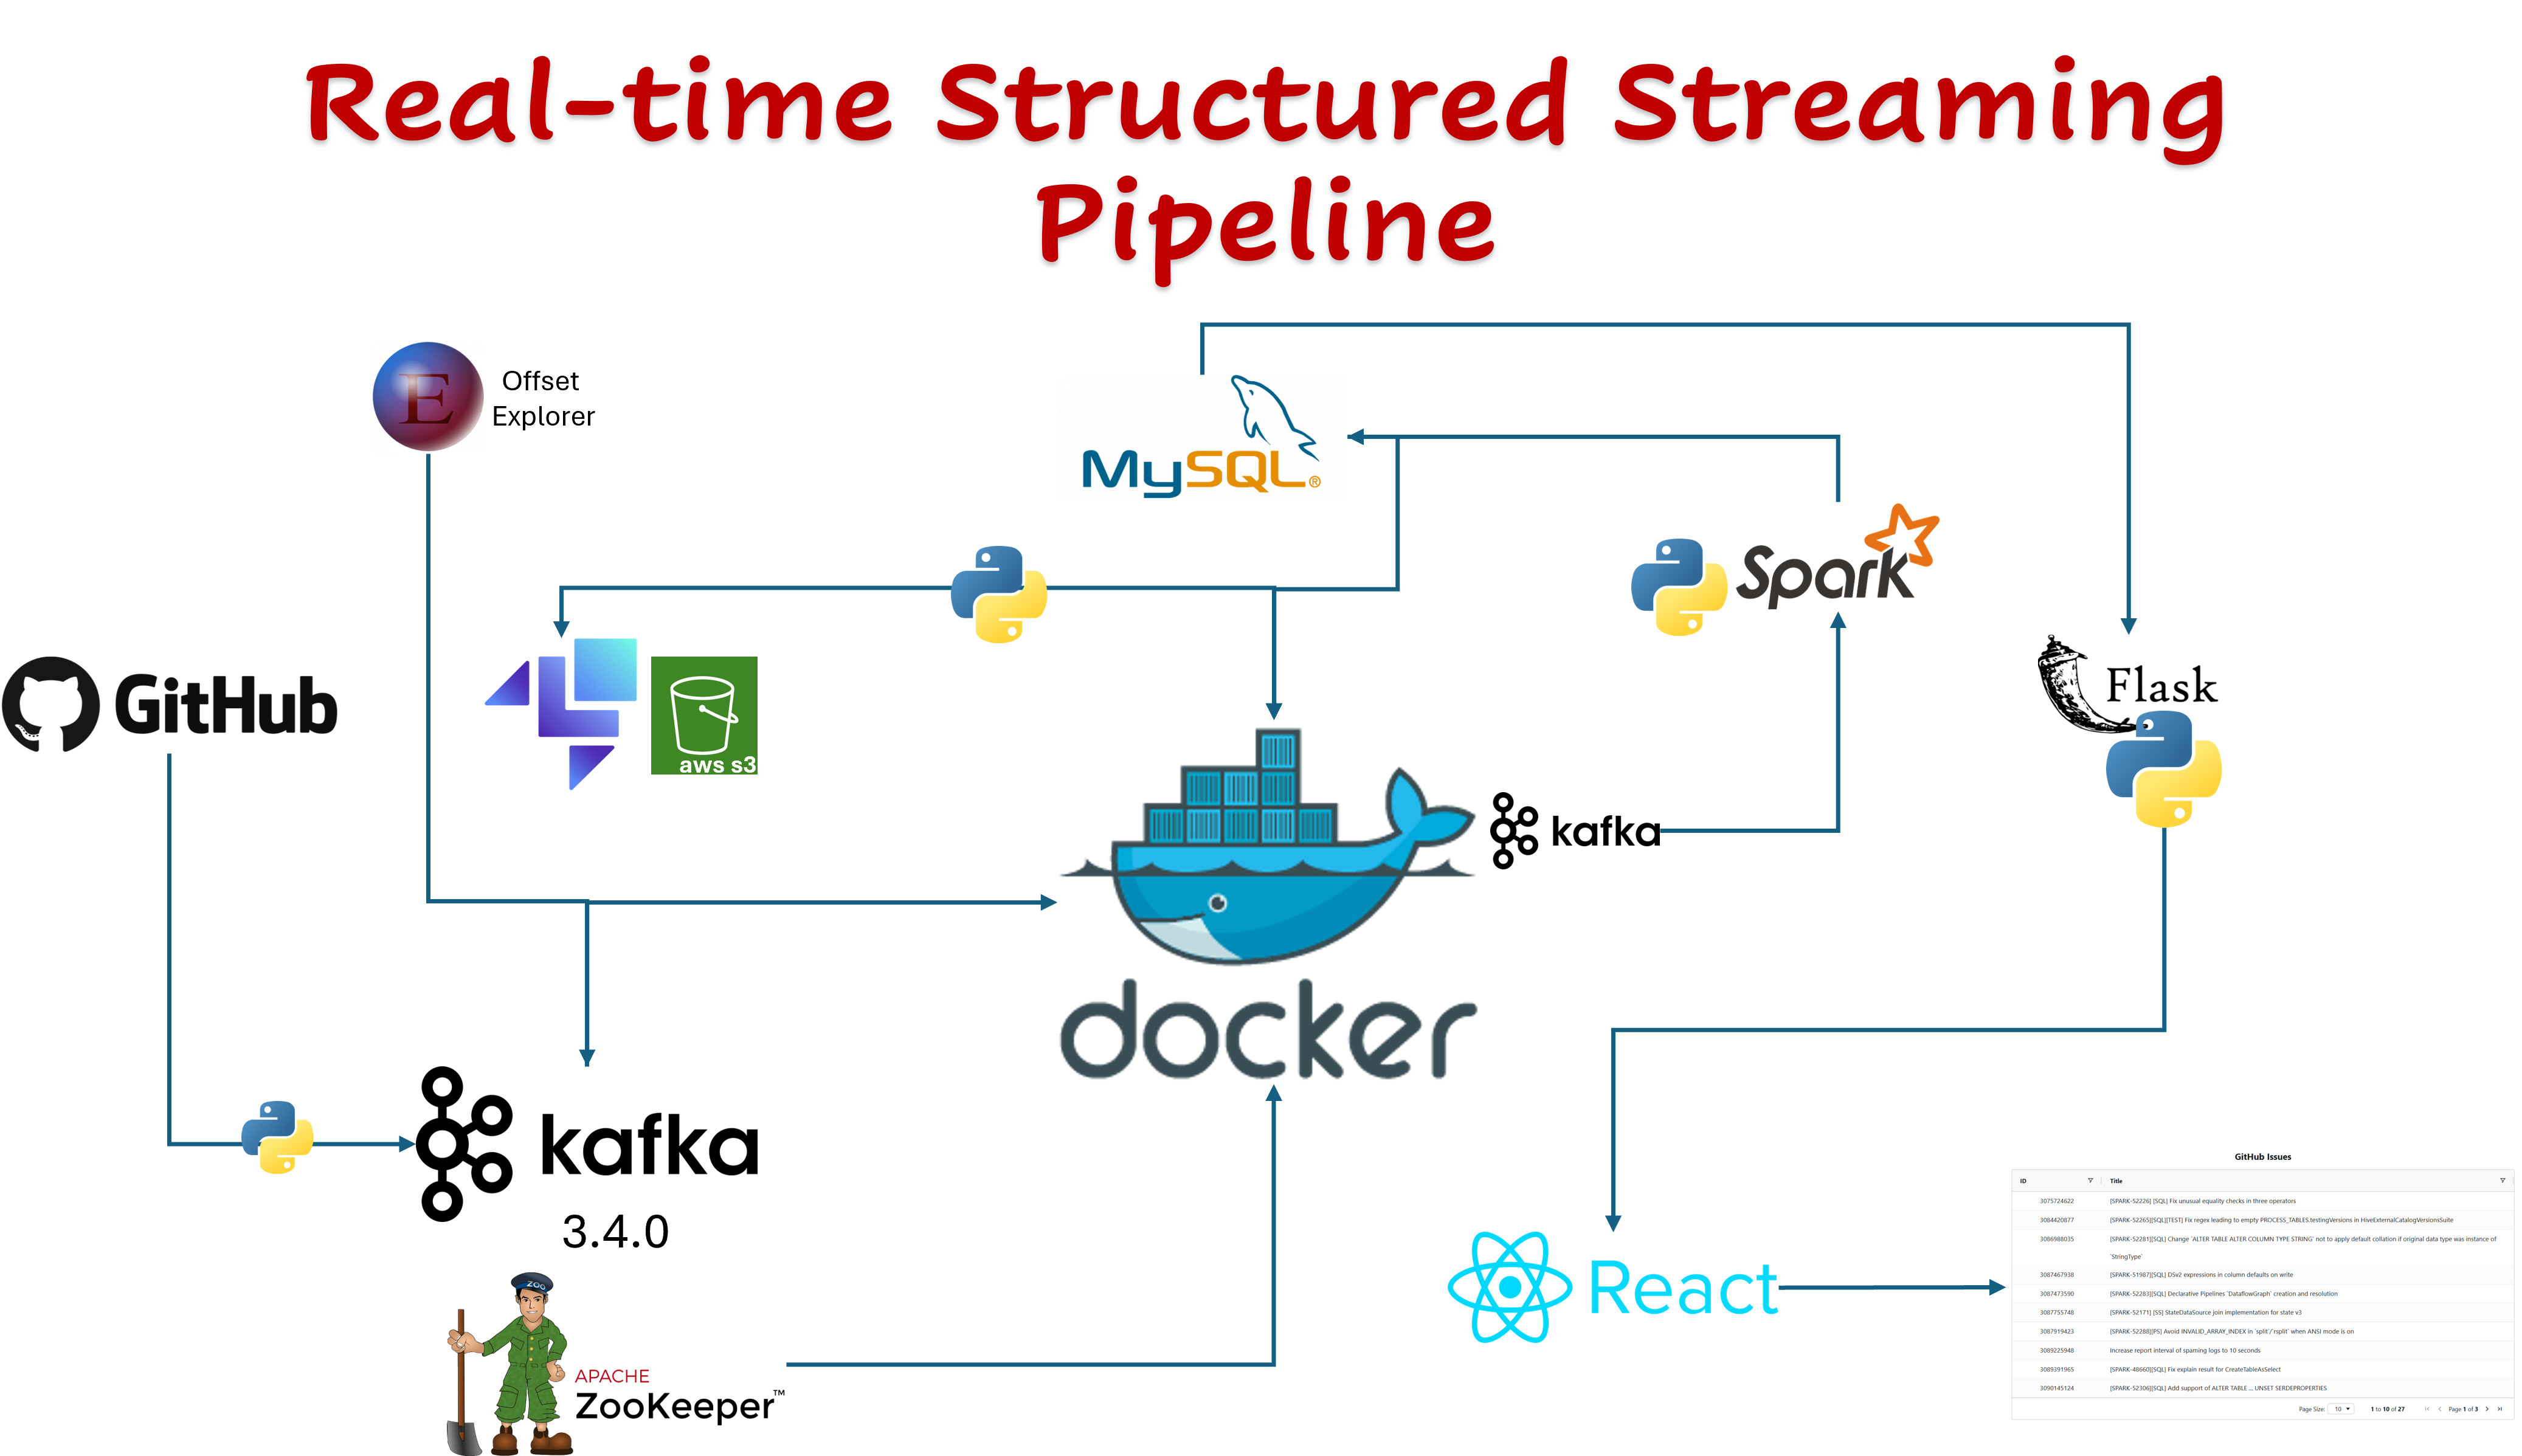 Real-time Structured Streaming
Pipeline
E
Offset
Explorer
MySQL®
Spark
GitHub
aws s3
Flask
kafka
docker
kafka
3.4.0
React
ZOO
APACHE
ZooKeeper™
GitHub Issues
ID Title
3075724622 [SPARK-52226] [SQL] Fix unusual equality checks in three operators
3084420877 [SPARK-52265][SQL][TEST] Fix regex leading to empty PROCESS_TABLES.testingVersions in HiveExternalCatalogVersionsSuite
3086988035 [SPARK-52281][SQL] Change `ALTER TABLE ALTER COLUMN TYPE STRING` not to apply default collation if original data type was instance of
`StringType`
3087467938 [SPARK-51987][SQL] DSv2 expressions in column defaults on write
3087473590 [SPARK-52283][SQL] Declarative Pipelines `DataflowGraph` creation and resolution
3087755748 [SPARK-52171] [SS] StateDataSource join implementation for state v3
3087919423 [SPARK-52288][PS] Avoid INVALID_ARRAY_INDEX in `split`/`rsplit` when ANSI mode is on
3089225948 Increase report interval of spaming logs to 10 seconds
3089391965 [SPARK-48660][SQL] Fix explain result for CreateTableAsSelect
3090145124 [SPARK-52306][SQL] Add support of ALTER TABLE ... UNSET SERDEPROPERTIES
Page Size: 10 1 to 10 of 27 Page 1 of 3